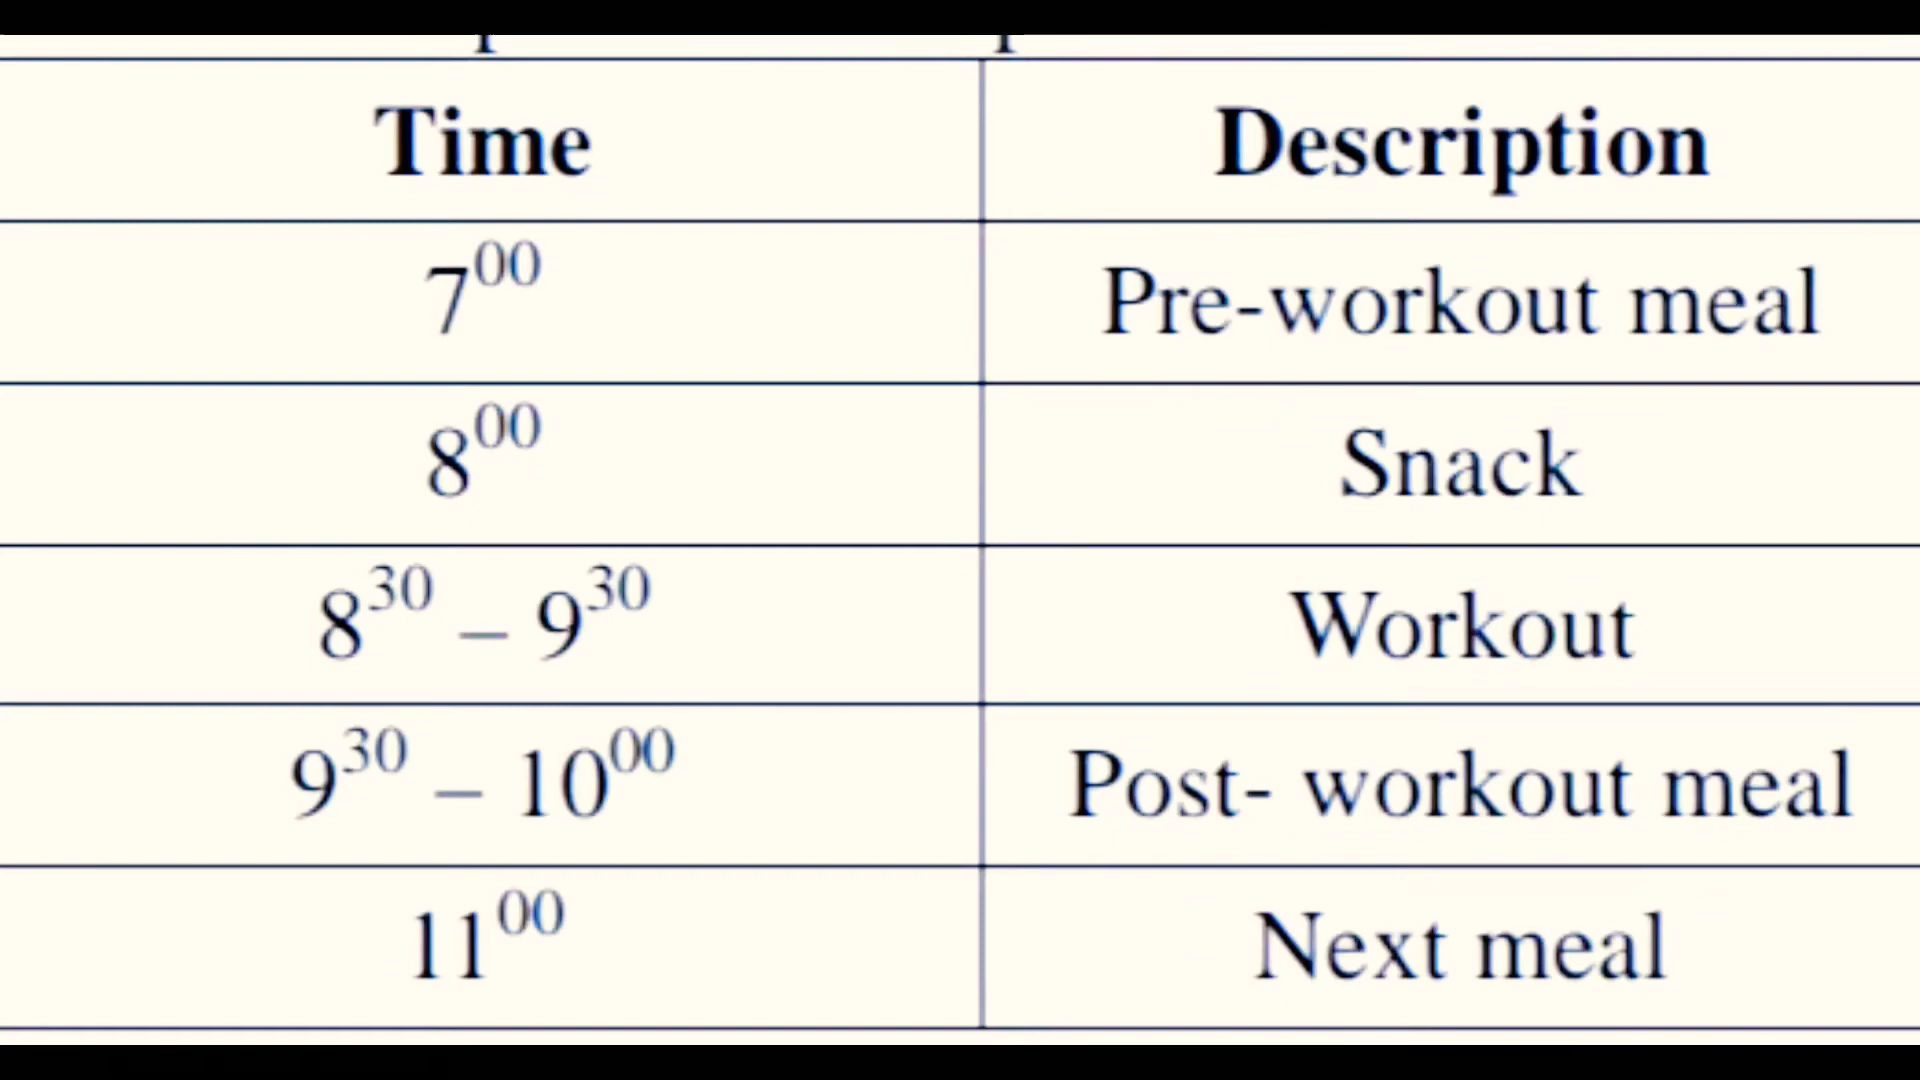 Time Description
7⁰⁰ Pre-workout meal
8⁰⁰ Snack
8³⁰ – 9³⁰ Workout
9³⁰ – 10⁰⁰ Post- workout meal
11⁰⁰ Next meal